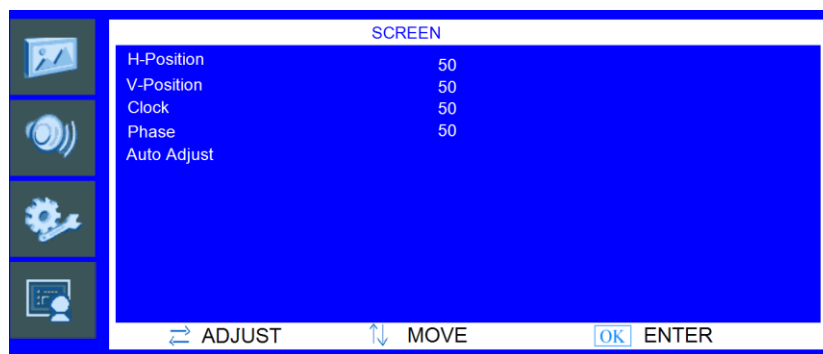 SCREEN
H-Position 50
V-Position 50
Clock 50
Phase 50
Auto Adjust
ADJUST MOVE OK ENTER